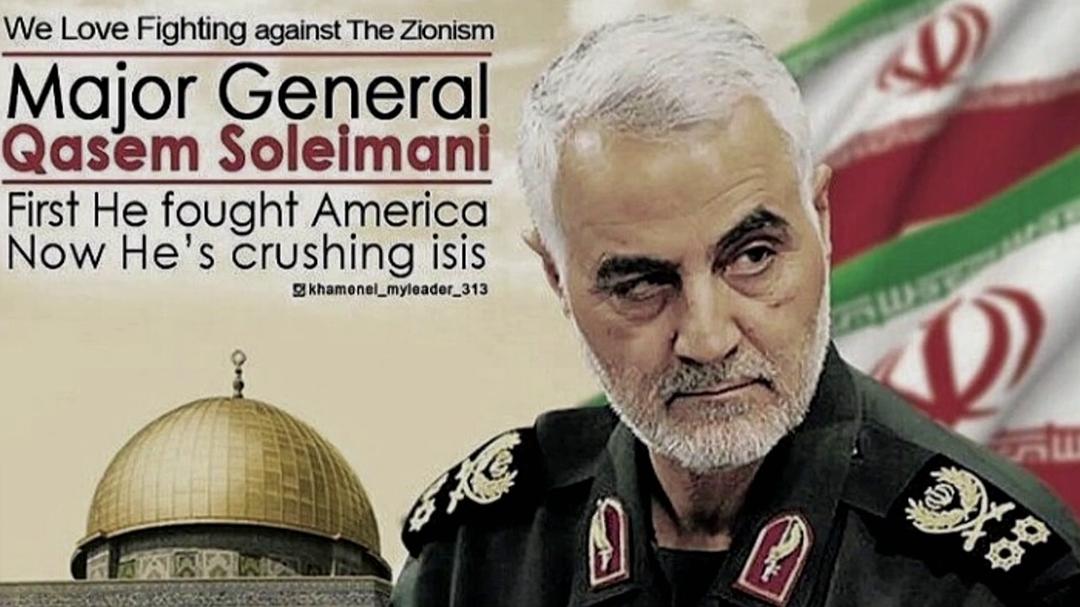 We Love Fighting against The Zionism
Major General
Qasem Soleimani
First He fought America
Now He's crushing isis
khamenei_myleader_313